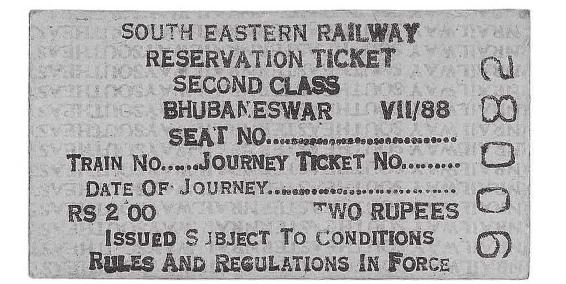 SOUTH EASTERN RAILWAY
RESERVATION TICKET
SECOND CLASS
BHUBANESWAR VII/88
SEAT NO....................
TRAIN NO......JOURNEY TICKET NO.........
DATE OF JOURNEY....................
RS 2 00 TWO RUPEES
ISSUED SUBJECT TO CONDITIONS
RULES AND REGULATIONS IN FORCE
90082